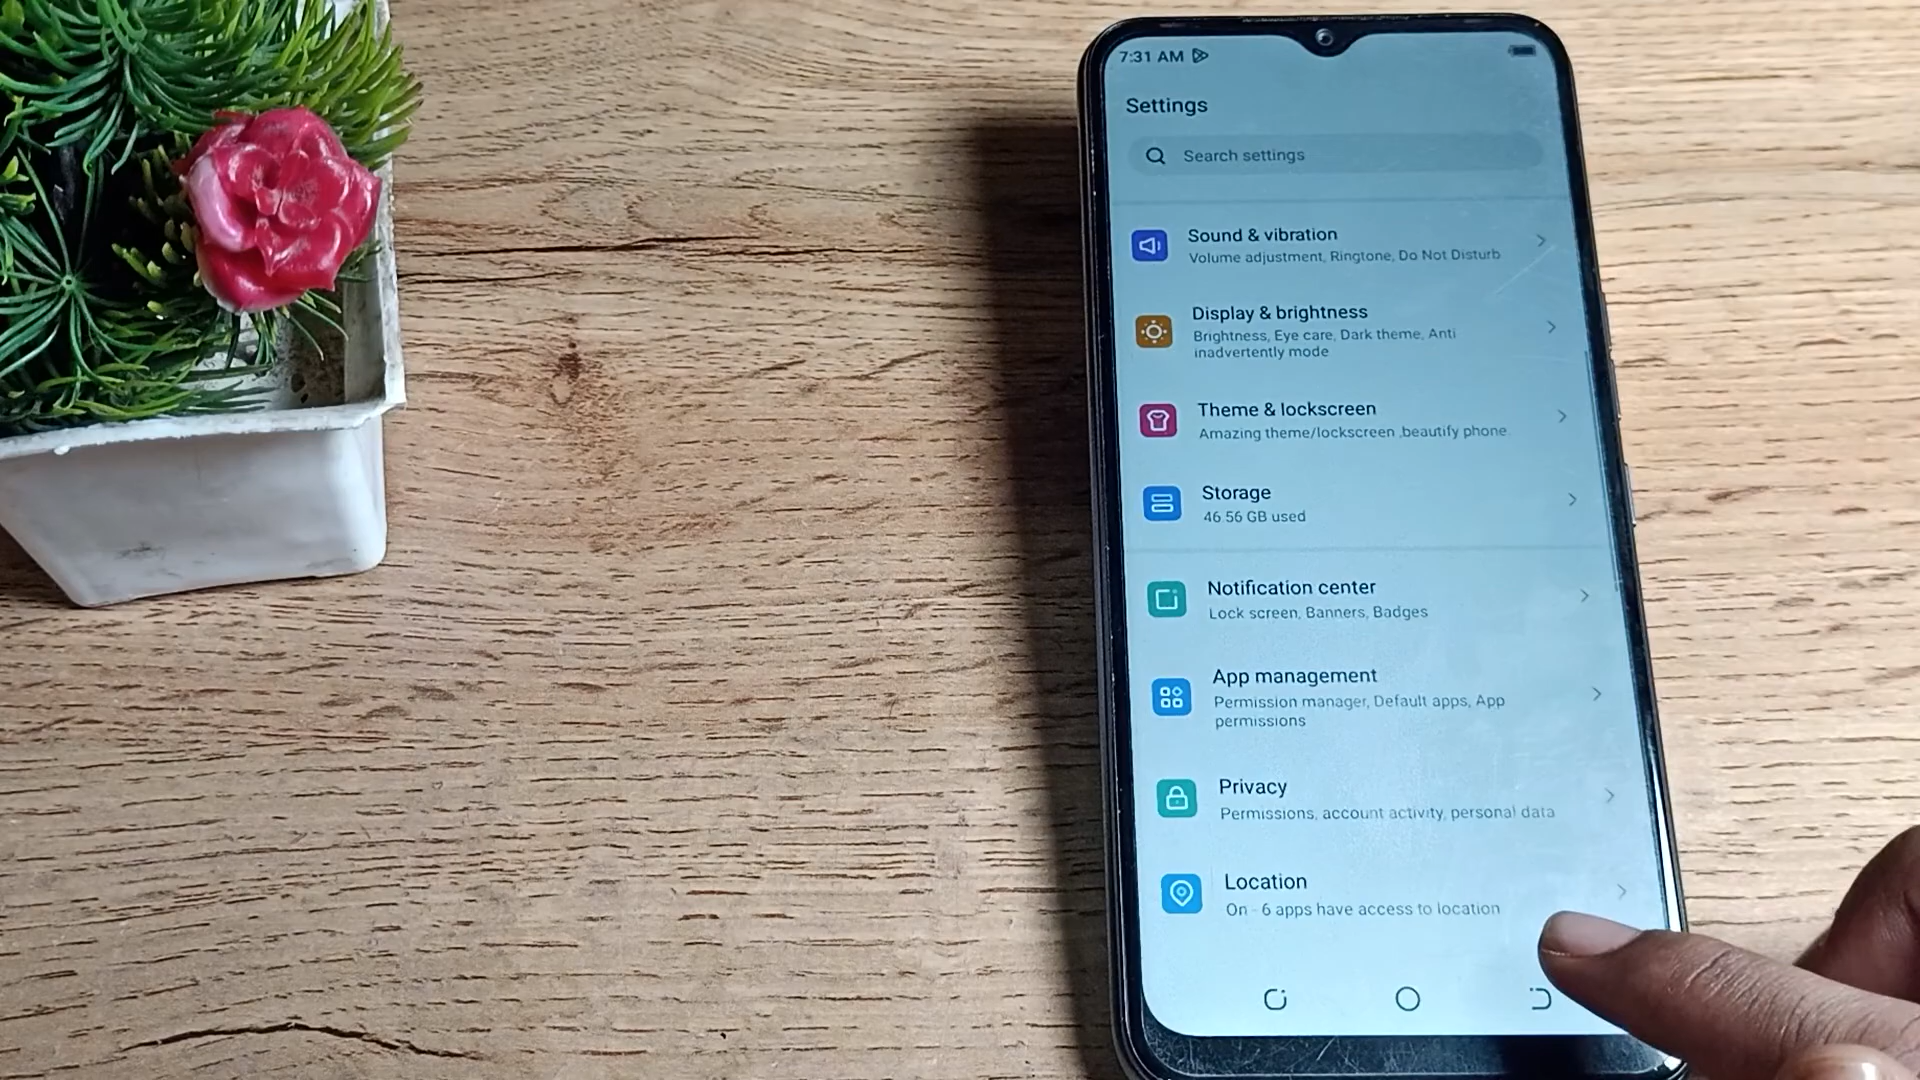 7:31 AM
Settings
Search settings
Sound & vibration
Volume adjustment, Ringtone, Do Not Disturb
Display & brightness
Brightness, Eye care, Dark theme, Anti
inadvertently mode
Theme & lockscreen
Amazing theme/lockscreen ,beautify phone
Storage
46.56 GB used
Notification center
Lock screen, Banners, Badges
App management
Permission manager, Default apps, App
permissions
Privacy
Permissions, account activity, personal data
Location
On - 6 apps have access to location